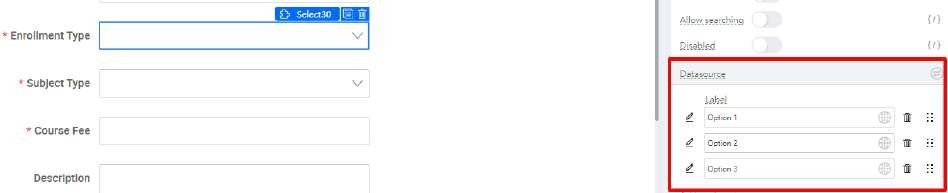 Select30
* Enrollment Type
* Subject Type
* Course Fee
Description
Allow searching
{/}
Disabled
{/}
Datasource
Label
Option 1
Option 2
Option 3